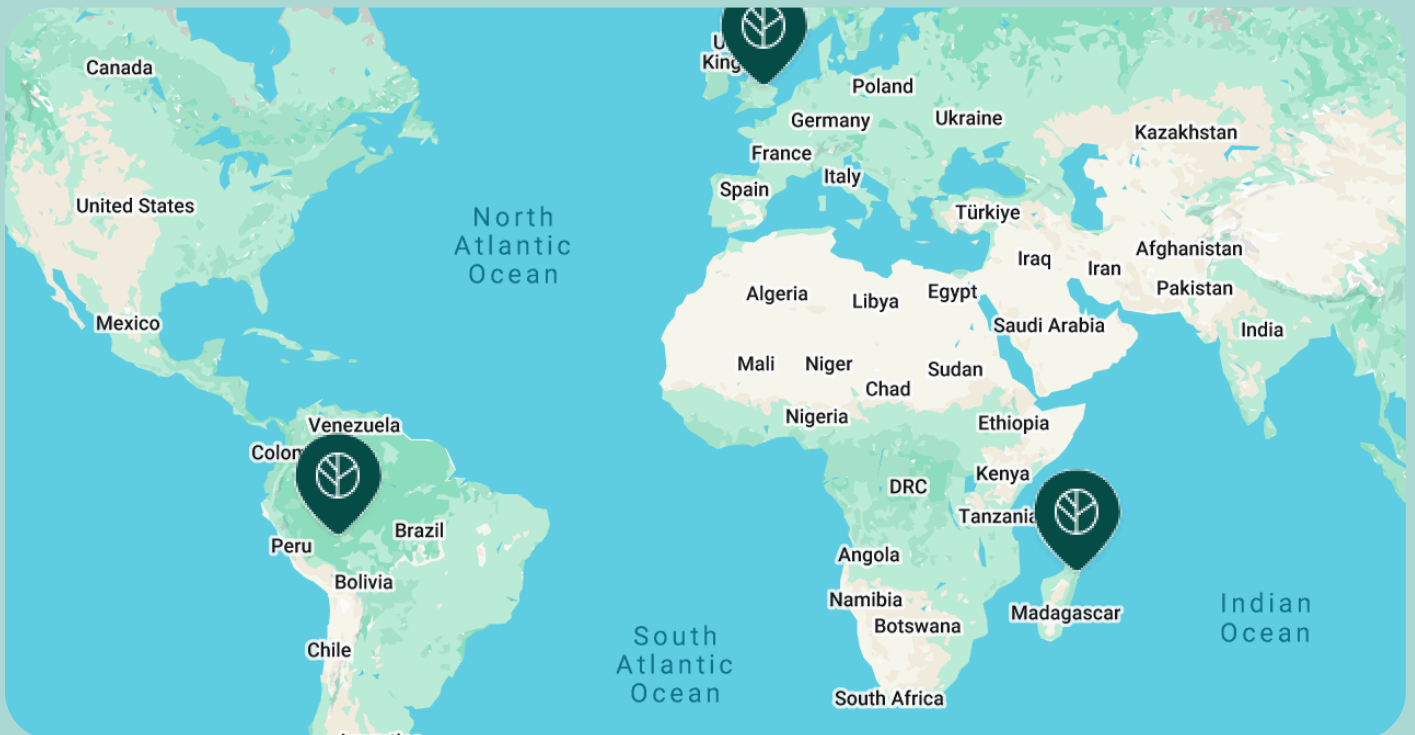 Canada
Poland
Germany
Ukraine
Kazakhstan
France
Italy
Spain
United States
Türkiye
North
Atlantic
Ocean
Afghanistan
Iraq
Iran
Pakistan
Algeria
Libya
Egypt
Saudi Arabia
India
Mexico
Mali
Niger
Chad
Sudan
Nigeria
Ethiopia
Venezuela
Kenya
DRC
Tanzania
Brazil
Peru
Angola
Bolivia
Namibia
Madagascar
Botswana
Indian
Ocean
Chile
South
Atlantic
Ocean
South Africa